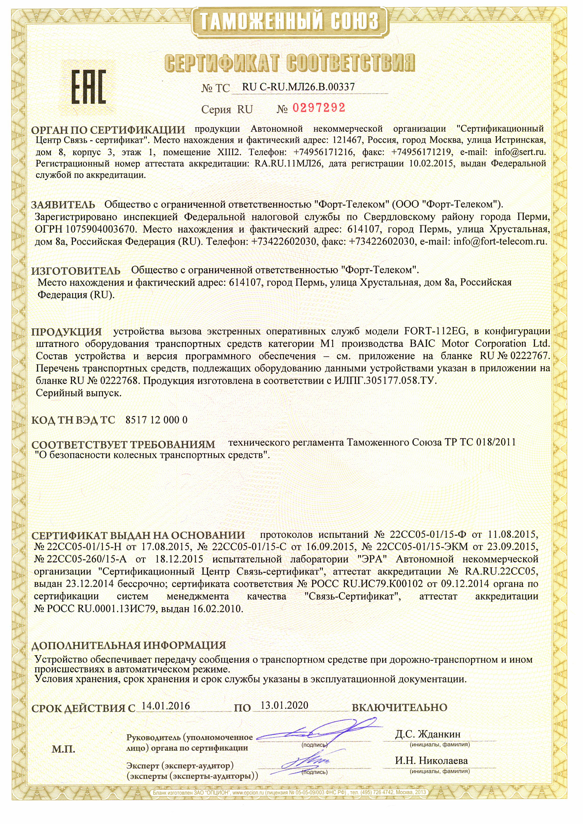 ТАМОЖЕННЫЙ СОЮЗ
СЕРТИФИКАТ СООТВЕТСТВИЯ
ЕАС
№ ТС RU C-RU.МЛ26.В.00337
Серия RU № 0297292
ОРГАН ПО СЕРТИФИКАЦИИ продукции Автономной некоммерческой организации "Сертификационный
Центр Связь - сертификат". Место нахождения и фактический адрес: 121467, Россия, город Москва, улица Истринская,
дом 8, корпус 3, этаж 1, помещение XIII2. Телефон: +74956171216, факс: +74956171219, e-mail: info@sert.ru.
Регистрационный номер аттестата аккредитации: RA.RU.11МЛ26, дата регистрации 10.02.2015, выдан Федеральной
службой по аккредитации.
ЗАЯВИТЕЛЬ Общество с ограниченной ответственностью "Форт-Телеком" (ООО "Форт-Телеком").
Зарегистрировано инспекцией Федеральной налоговой службы по Свердловскому району города Перми,
ОГРН 1075904003670. Место нахождения и фактический адрес: 614107, город Пермь, улица Хрустальная,
дом 8а, Российская Федерация (RU). Телефон: +73422602030, факс: +73422602030, e-mail: info@fort-telecom.ru.
ИЗГОТОВИТЕЛЬ Общество с ограниченной ответственностью "Форт-Телеком".
Место нахождения и фактический адрес: 614107, город Пермь, улица Хрустальная, дом 8а, Российская
Федерация (RU).
ПРОДУКЦИЯ устройства вызова экстренных оперативных служб модели FORT-112EG, в конфигурации
штатного оборудования транспортных средств категории М1 производства BAIC Motor Corporation Ltd.
Состав устройства и версия программного обеспечения – см. приложение на бланке RU № 0222767.
Перечень транспортных средств, подлежащих оборудованию данными устройствами указан в приложении на
бланке RU № 0222768. Продукция изготовлена в соответствии с ИЛПГ.305177.058.ТУ.
Серийный выпуск.
КОД ТН ВЭД ТС 8517 12 000 0
СООТВЕТСТВУЕТ ТРЕБОВАНИЯМ технического регламента Таможенного Союза ТР ТС 018/2011
"О безопасности колесных транспортных средств".
СЕРТИФИКАТ ВЫДАН НА ОСНОВАНИИ протоколов испытаний № 22СС05-01/15-Ф от 11.08.2015,
№ 22СС05-01/15-Н от 17.08.2015, № 22СС05-01/15-С от 16.09.2015, № 22СС05-01/15-ЭКМ от 23.09.2015,
№ 22СС05-260/15-А от 18.12.2015 испытательной лаборатории "ЭРА" Автономной некоммерческой
организации "Сертификационный Центр Связь-сертификат", аттестат аккредитации № RA.RU.22СС05,
выдан 23.12.2014 бессрочно; сертификата соответствия № РОСС RU.ИС79.К00102 от 09.12.2014 органа по
сертификации систем менеджмента качества "Связь-Сертификат", аттестат аккредитации
№ РОСС RU.0001.13ИС79, выдан 16.02.2010.
ДОПОЛНИТЕЛЬНАЯ ИНФОРМАЦИЯ
Устройство обеспечивает передачу сообщения о транспортном средстве при дорожно-транспортном и ином
происшествиях в автоматическом режиме.
Условия хранения, срок хранения и срок службы указаны в эксплуатационной документации.
СРОК ДЕЙСТВИЯ С 14.01.2016 ПО 13.01.2020 ВКЛЮЧИТЕЛЬНО
М.П.
Руководитель (уполномоченное
лицо) органа по сертификации
(подпись)
Д.С. Жданкин
(инициалы, фамилия)
Эксперт (эксперт-аудитор)
(эксперты (эксперты-аудиторы))
(подпись)
И.Н. Николаева
(инициалы, фамилия)